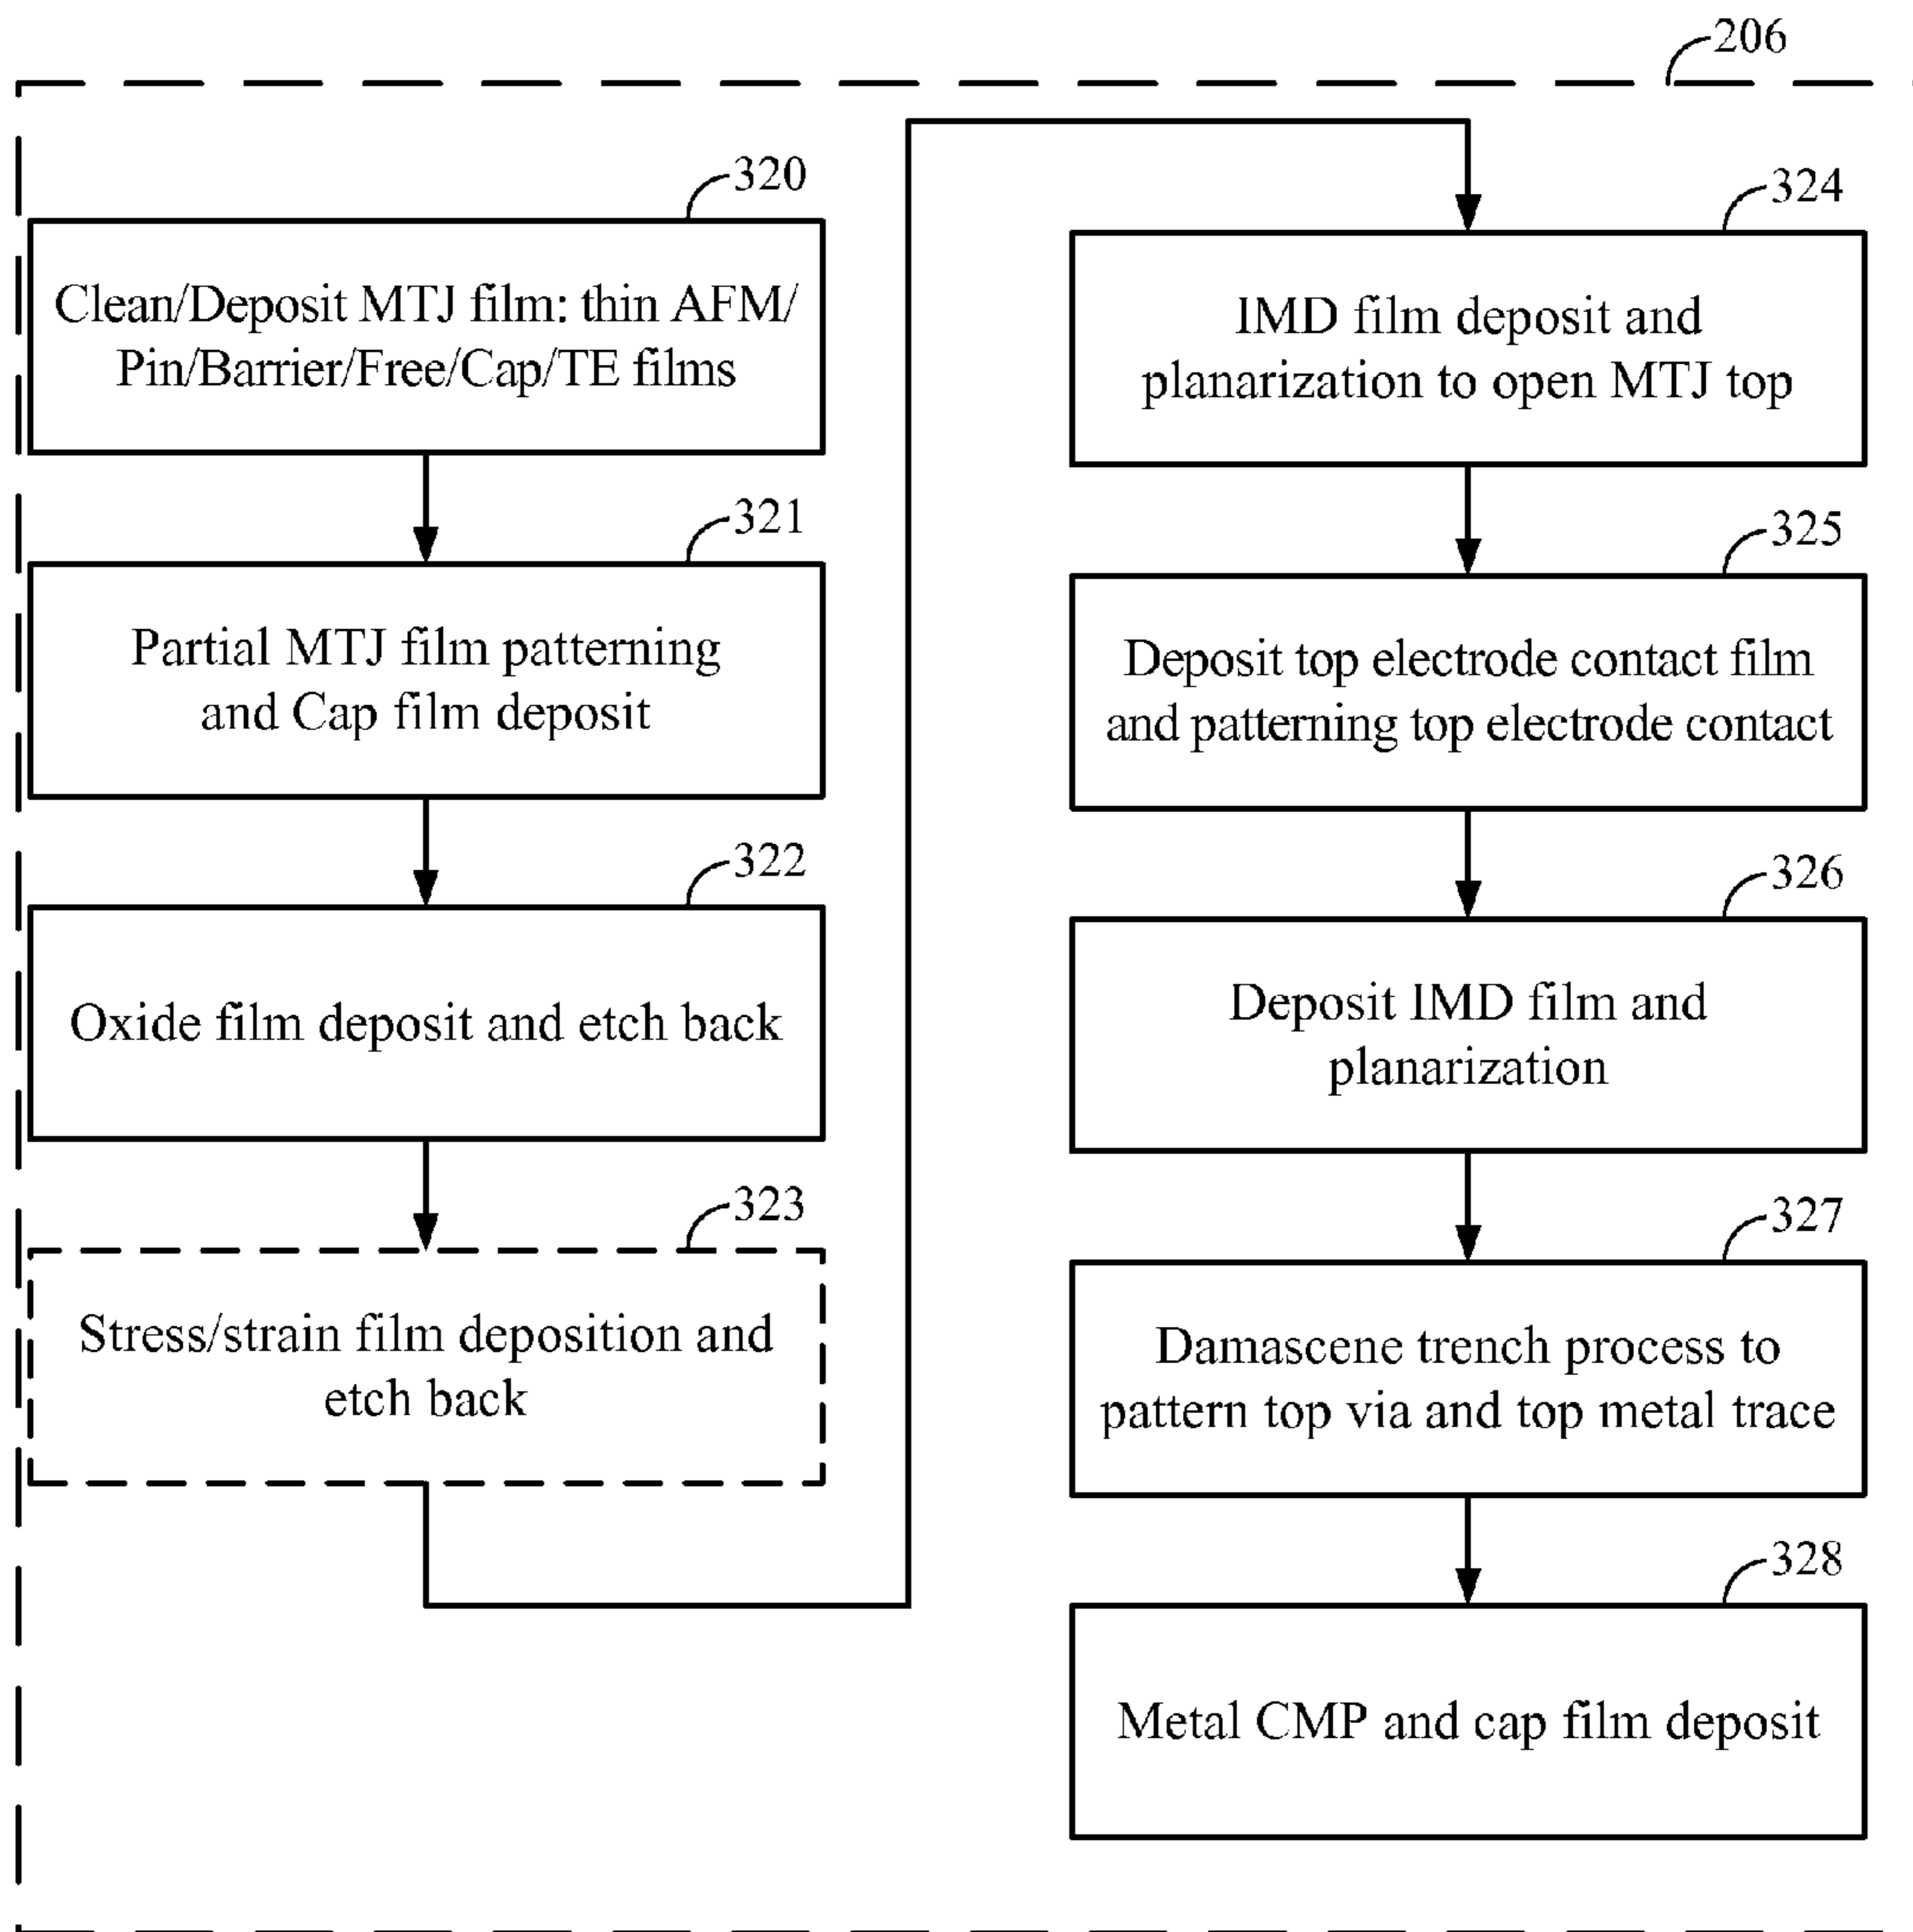 206
320
Clean/Deposit MTJ film: thin AFM/
Pin/Barrier/Free/Cap/TE films
321
Partial MTJ film patterning
and Cap film deposit
322
Oxide film deposit and etch back
323
Stress/strain film deposition and
etch back
324
IMD film deposit and
planarization to open MTJ top
325
Deposit top electrode contact film
and patterning top electrode contact
326
Deposit IMD film and
planarization
327
Damascene trench process to
pattern top via and top metal trace
328
Metal CMP and cap film deposit